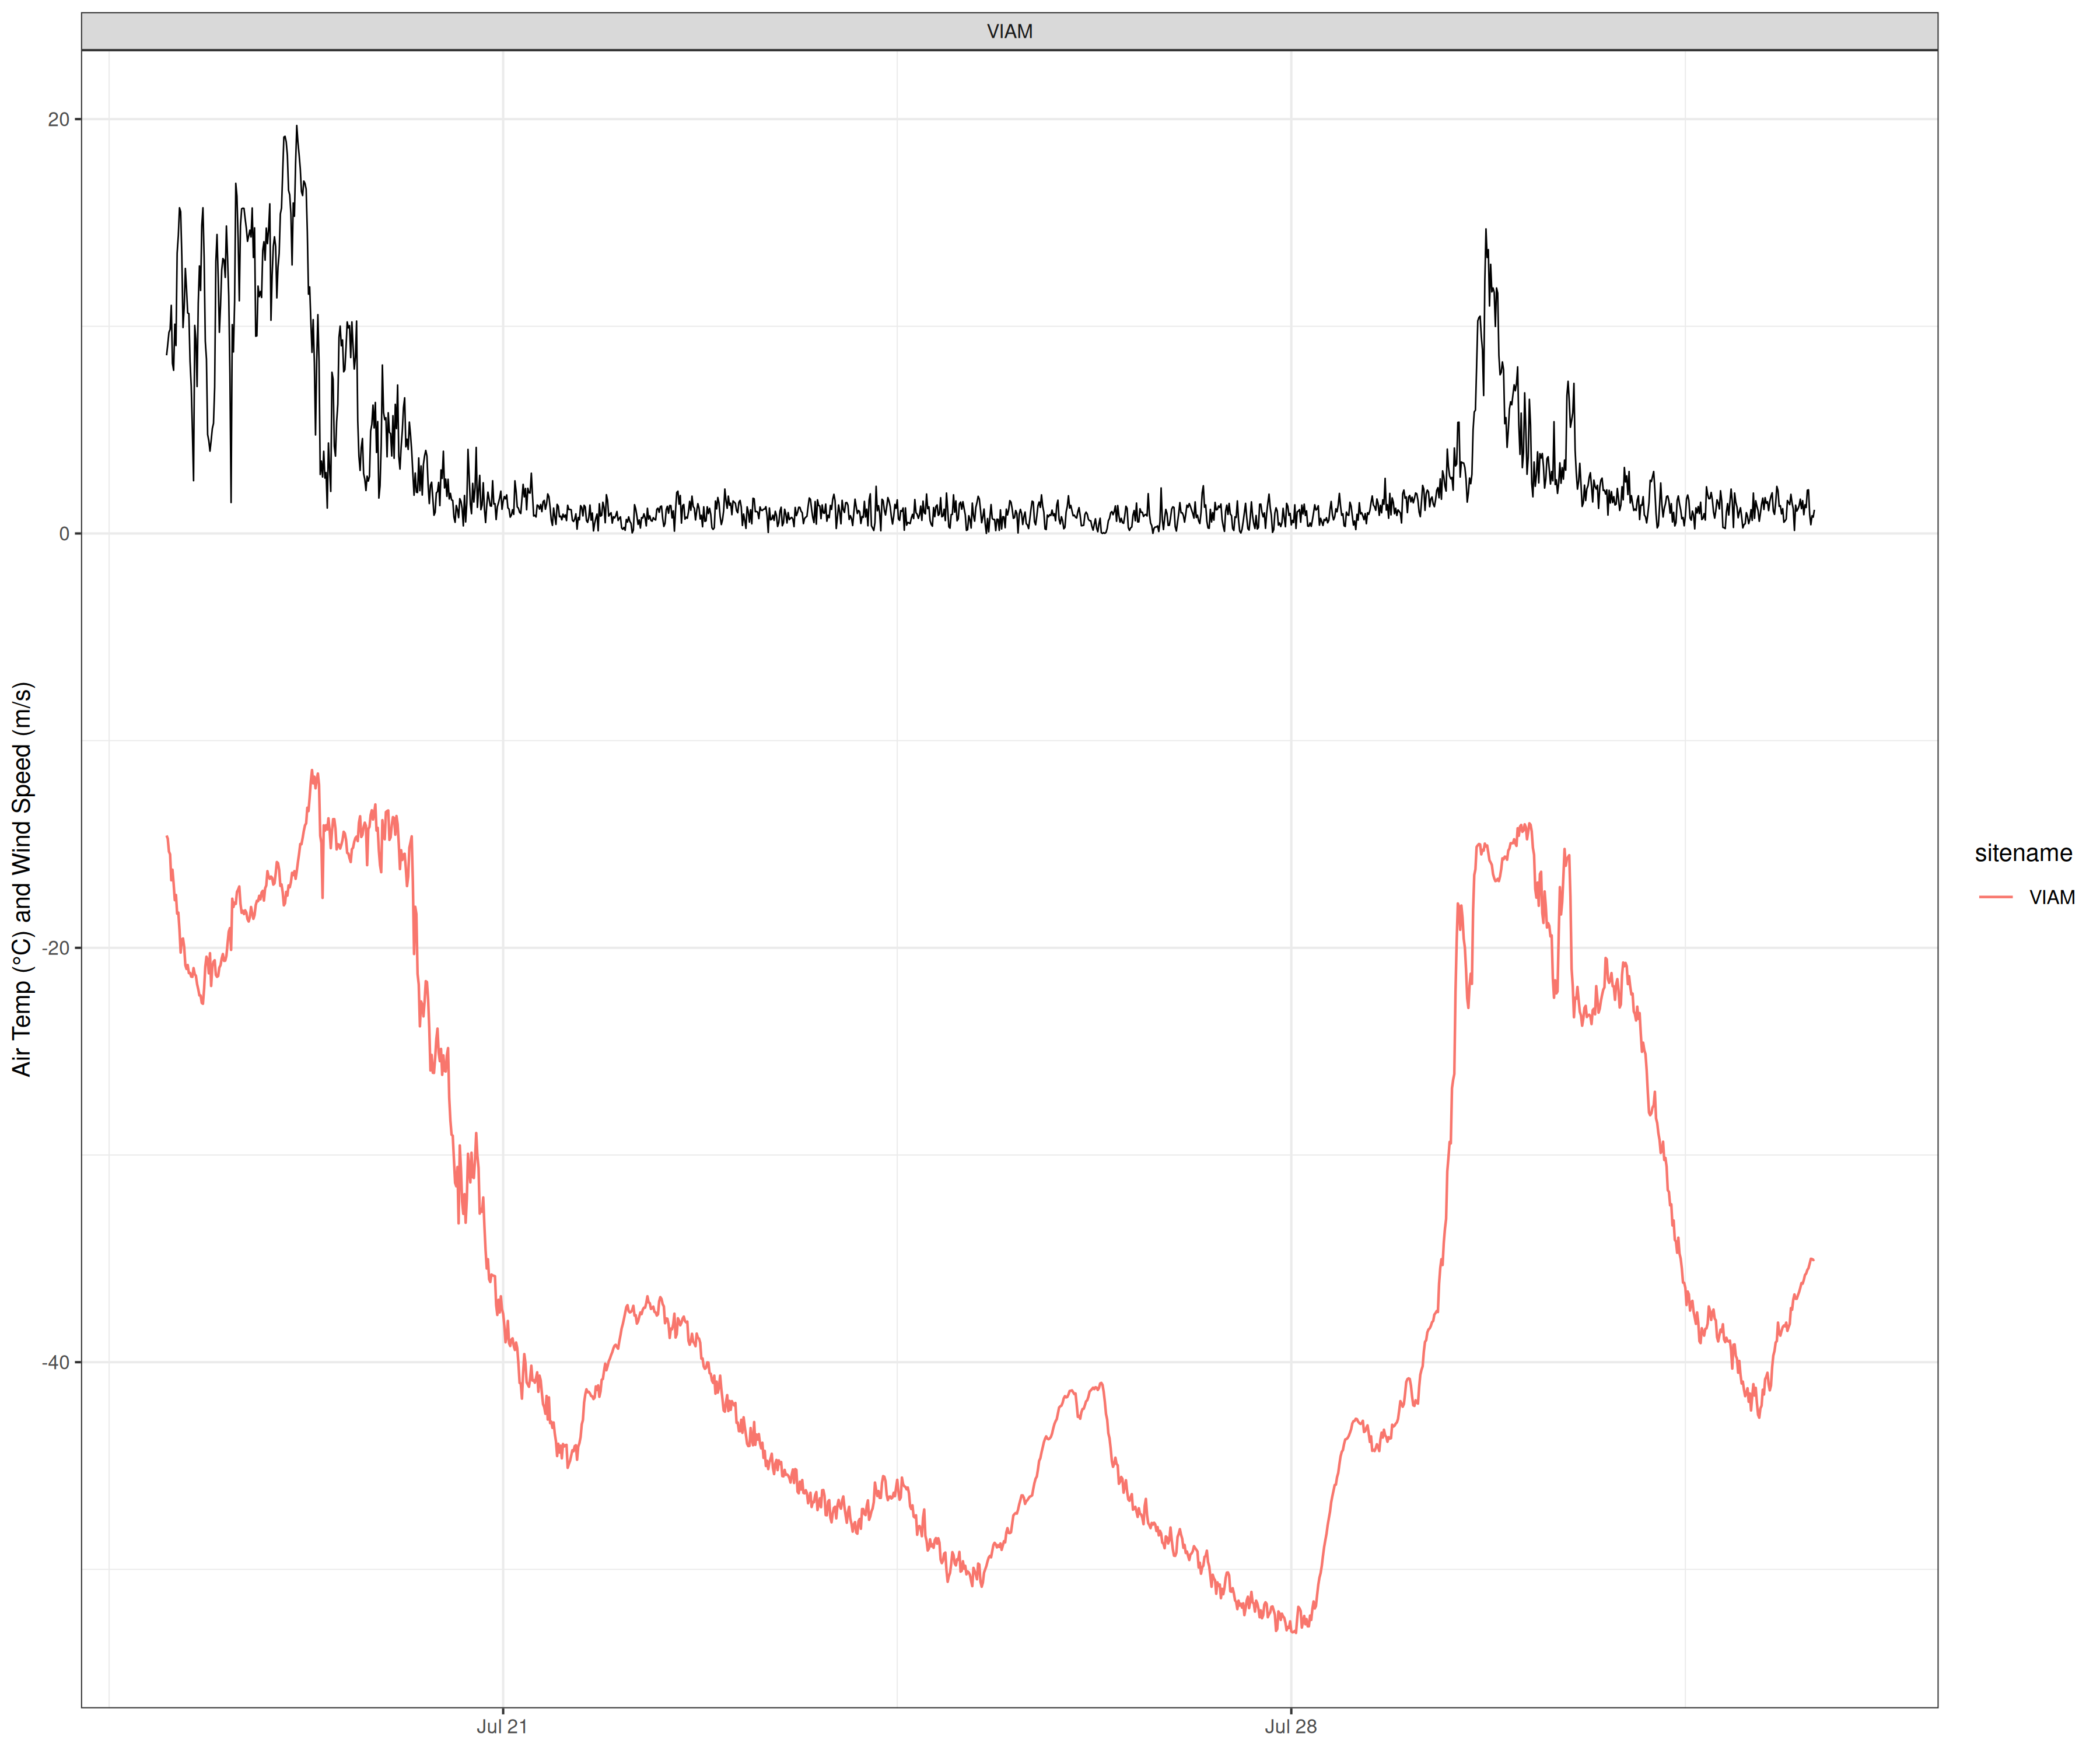 VIAM
20
0
-20
-40
Air Temp (°C) and Wind Speed (m/s)
Jul 21
Jul 28
sitename
VIAM